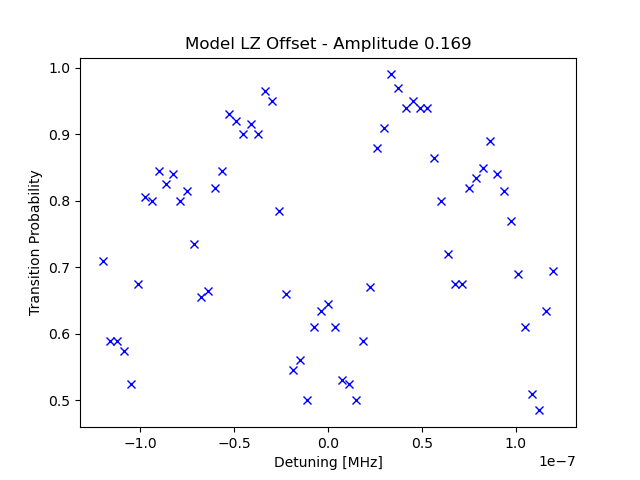 Model LZ Offset - Amplitude 0.169
1.0
0.9
0.8
0.7
0.6
0.5
Transition Probability
−1.0 −0.5 0.0 0.5 1.0
1e−7
Detuning [MHz]